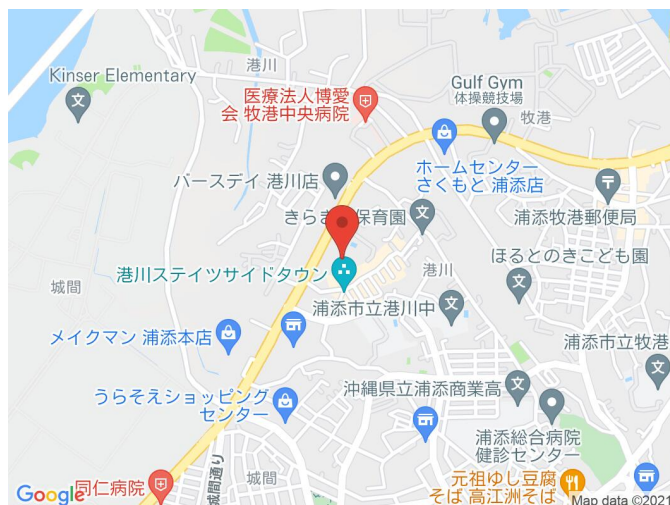 港川
Kinser Elementary
Gulf Gym
体操競技場
牧港
医療法人博愛
会 牧港中央病院
ホームセンター
さくもと 浦添店
バースデイ 港川店
浦添牧港郵便局
保育園
港川
ほるとのきこども園
港川ステイツサイドタウン
城間
浦添市立港川中
メイクマン 浦添本店
浦添市立牧港
うらそえショッピング
センター
沖縄県立浦添商業高
浦添総合病院
健診センター
城間通り
城間
同仁病院
元祖ゆし豆腐
そば 高江洲そば
Google
Map data ©2021